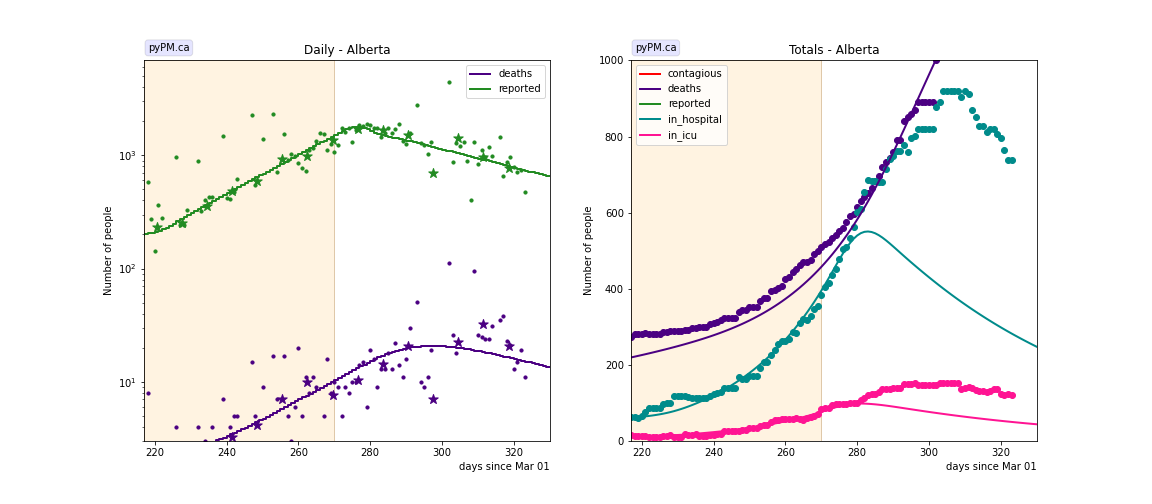 pyPM.ca
Daily - Alberta
deaths
reported
Number of people
10³
10²
10¹
220 240 260 280 300 320
days since Mar 01
pyPM.ca
Totals - Alberta
contagious
deaths
reported
in_hospital
in_icu
Number of people
1000
800
600
400
200
0
220 240 260 280 300 320
days since Mar 01